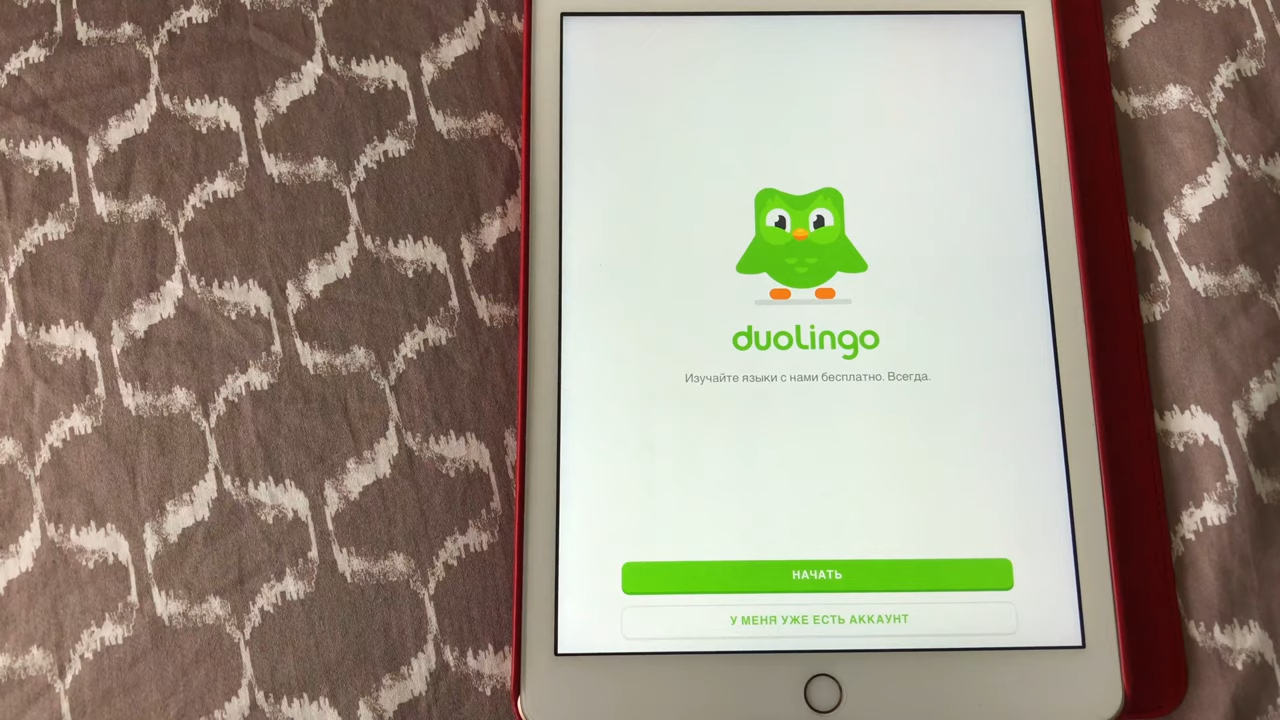 duolingo
Изучайте языки с нами бесплатно. Всегда.
НАЧАТЬ
У МЕНЯ УЖЕ ЕСТЬ АККАУНТ